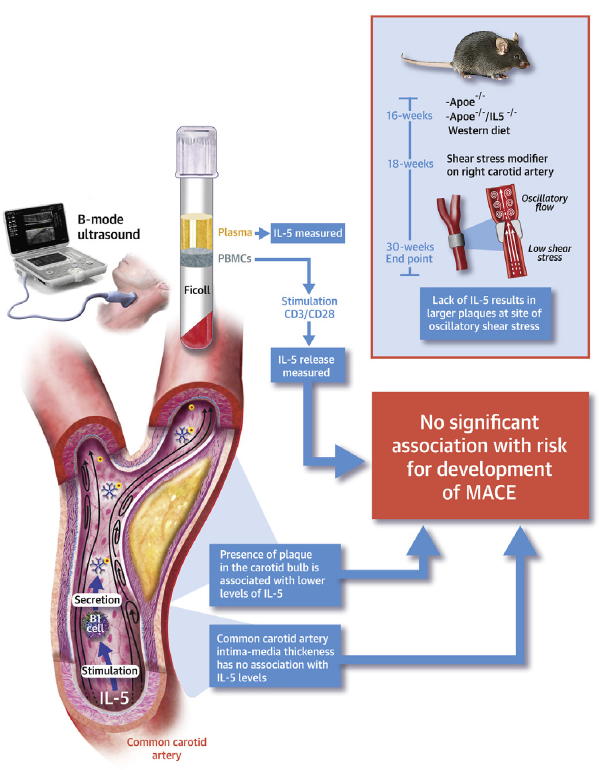 -Apoe-/-
16-weeks
-Apoe-/-/IL5 -/-
Western diet
18-weeks
Shear stress modifier
on right carotid artery
Oscillatory
flow
30-weeks
End point
Low shear
stress
Lack of IL-5 results in
larger plaques at site of
oscillatory shear stress
B-mode
ultrasound
Plasma
IL-5 measured
PBMCs
Ficoll
Stimulation
CD3/CD28
IL-5 release
measured
No significant
association with risk
for development
of MACE
Presence of plaque
in the carotid bulb is
associated with lower
levels of IL-5
Secretion
B1
cell
Stimulation
IL-5
Common carotid artery
intima-media thickness
has no association with
IL-5 levels
Common carotid
artery